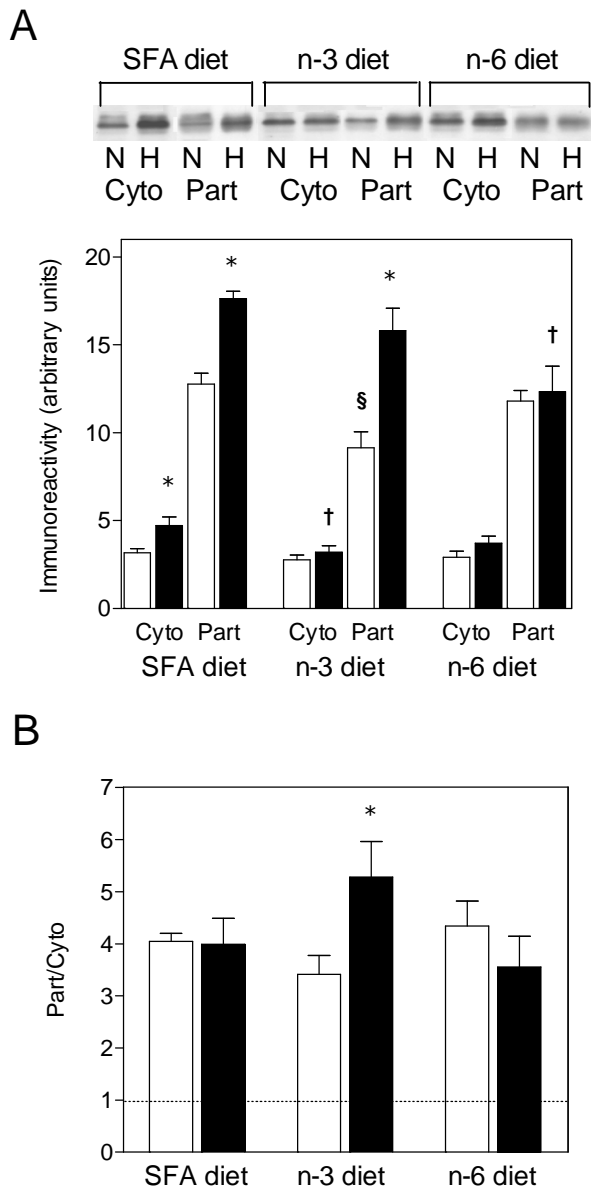 A
SFA diet n-3 diet n-6 diet
N H N H N H N H N H N H
Cyto Part Cyto Part Cyto Part
Immunoreactivity (arbitrary units)
20
15
10
5
0
* * † § * †
Cyto Part Cyto Part Cyto Part
SFA diet n-3 diet n-6 diet
B
Part/Cyto
7
6
5
4
3
2
1
0
*
SFA diet n-3 diet n-6 diet